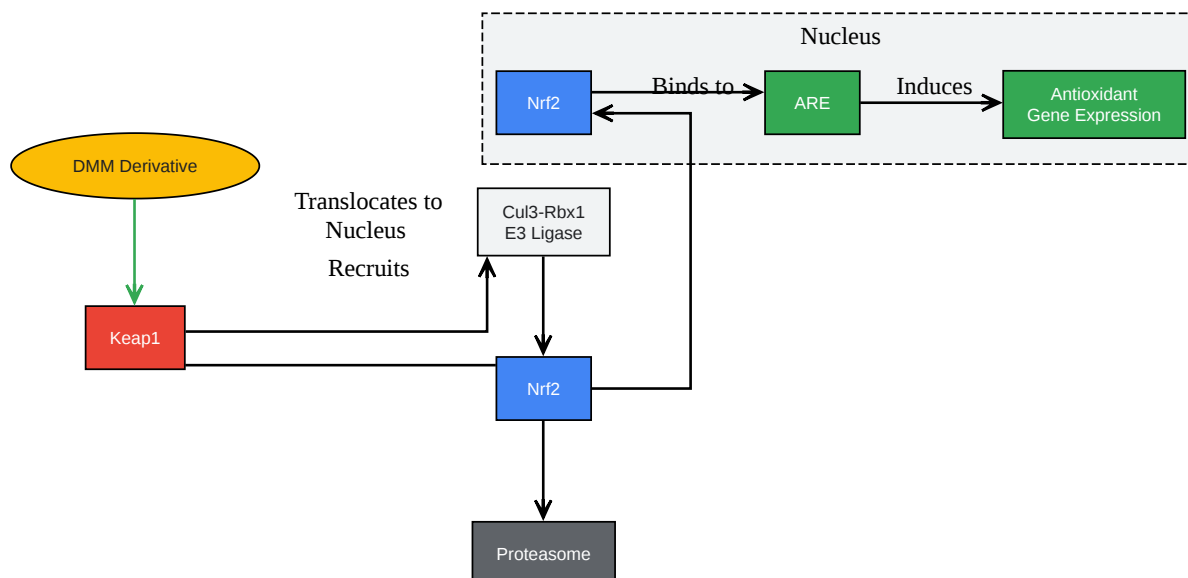 Nucleus
Nrf2
Binds to
ARE
Induces
Antioxidant
Gene Expression
DMM Derivative
Translocates to
Nucleus
Recruits
Cul3-Rbx1
E3 Ligase
Keap1
Nrf2
Proteasome